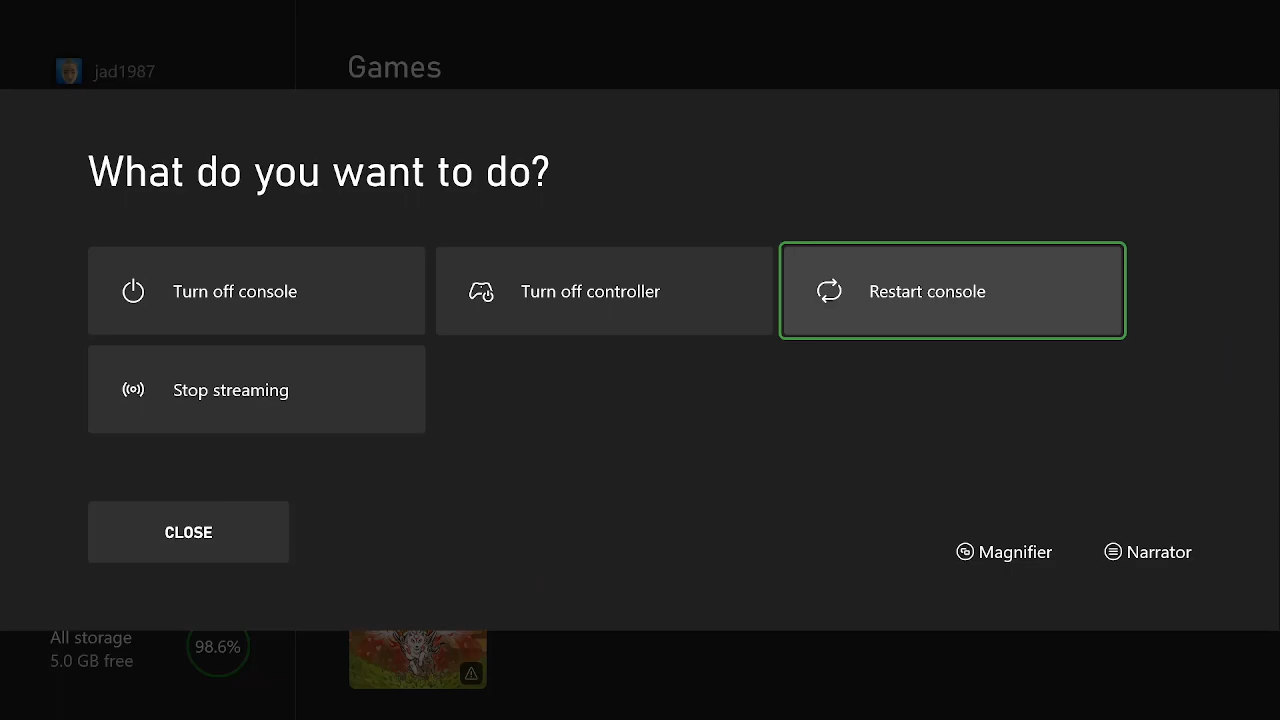 jad1987
Games
What do you want to do?
Turn off console
Turn off controller
Restart console
Stop streaming
CLOSE
Magnifier
Narrator
All storage
5.0 GB free
98.6%